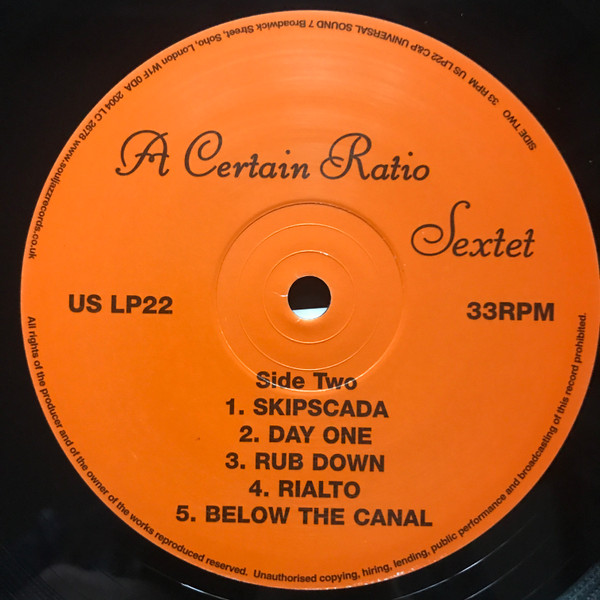 A Certain Ratio
Sextet
US LP22
33RPM
Side Two
1. SKIPSCADA
2. DAY ONE
3. RUB DOWN
4. RIALTO
5. BELOW THE CANAL
SIDE TWO 33 RPM US LP22 C&P UNIVERSAL SOUND 7 Broadwick Street, Soho, London W1F 0DA 2004 LC 2678 www.souljazzrecords.co.uk
All rights of the producer and of the owner of the works reproduced reserved. Unauthorised copying, hiring, lending, public performance and broadcasting of this record prohibited.